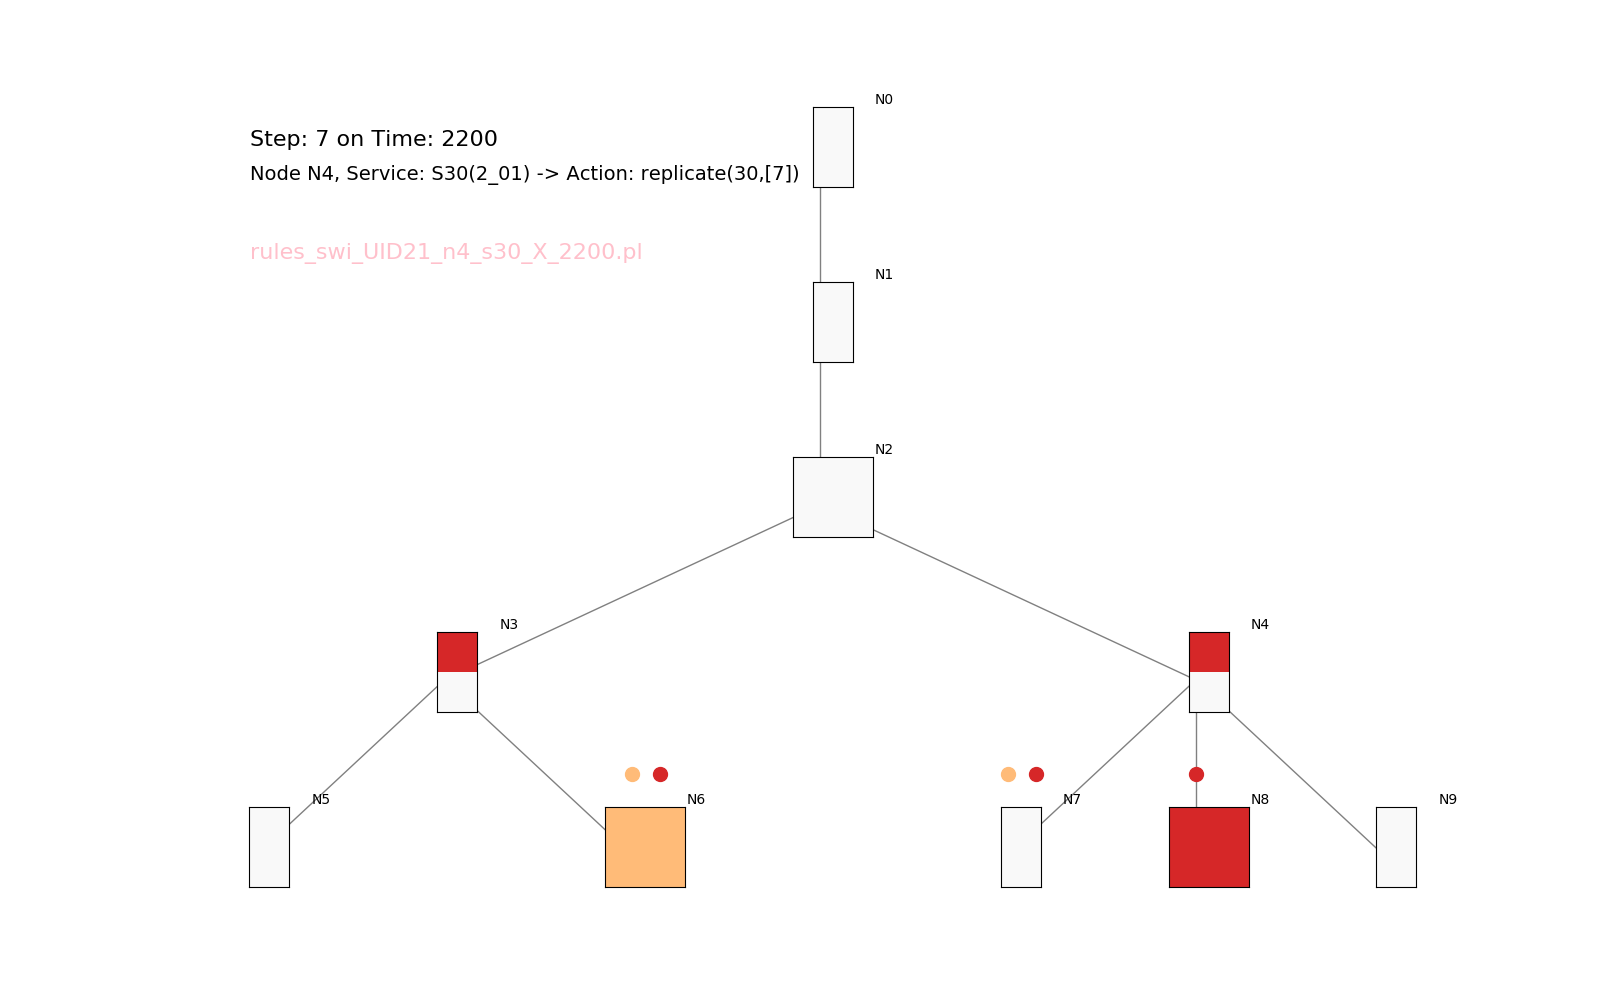 N0
Step: 7 on Time: 2200
Node N4, Service: S30(2_01) -> Action: replicate(30,[7])
rules_swi_UID21_n4_s30_X_2200.pl
N1
N2
N3
N4
N5
N6
N7
N8
N9